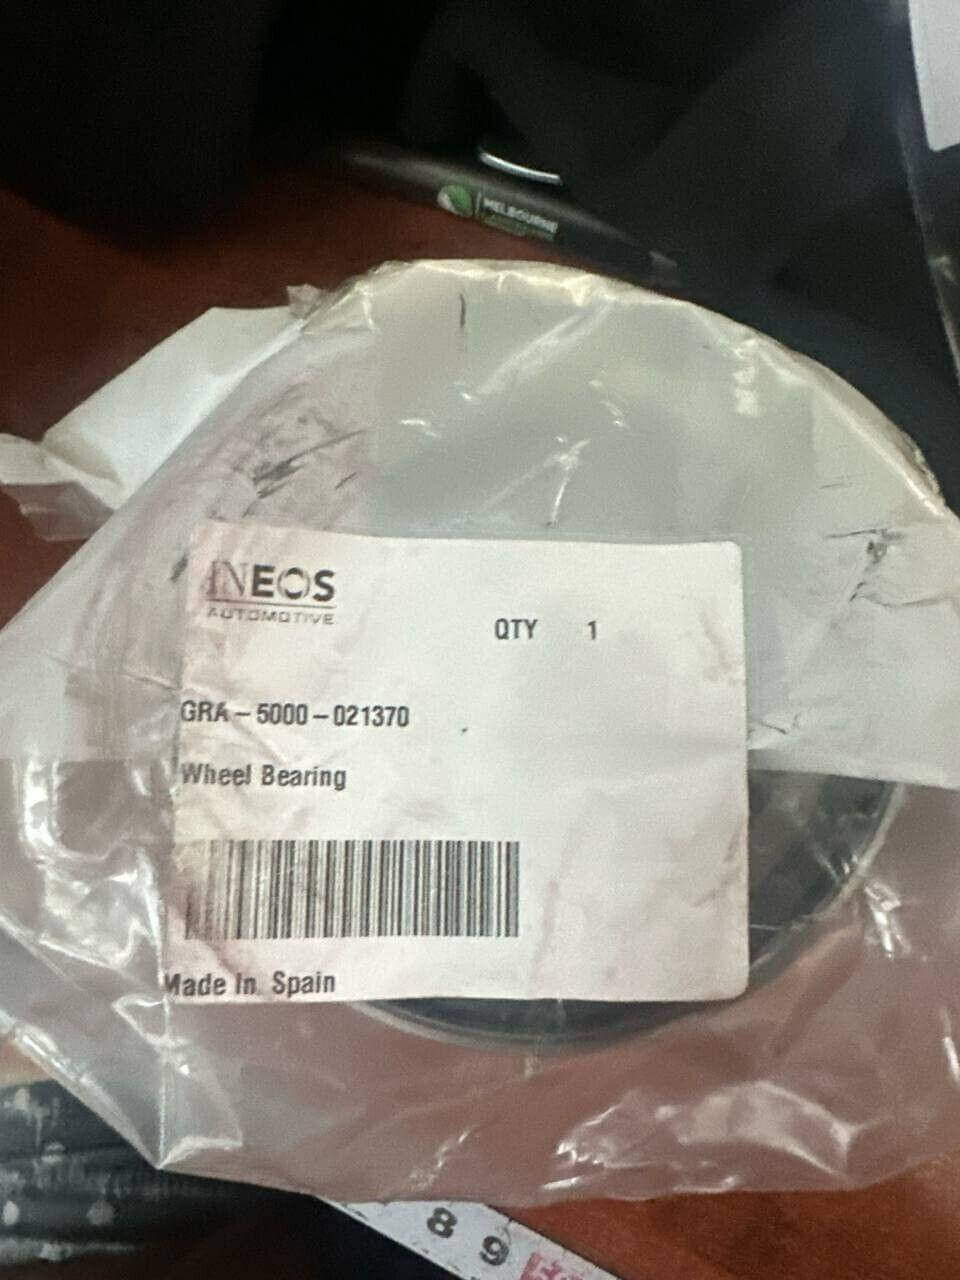 MELBOURNE
INEOS
AUTOMOTIVE
QTY 1
GRA-5000-021370
Wheel Bearing
Made In Spain
8 9